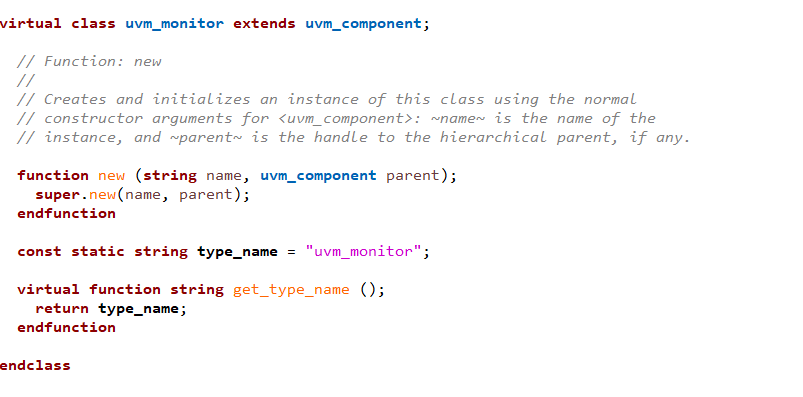 virtual class uvm_monitor extends uvm_component;
// Function: new
//
// Creates and initializes an instance of this class using the normal
// constructor arguments for <uvm_component>: ~name~ is the name of the
// instance, and ~parent~ is the handle to the hierarchical parent, if any.
function new (string name, uvm_component parent);
super.new(name, parent);
endfunction
const static string type_name = "uvm_monitor";
virtual function string get_type_name ();
return type_name;
endfunction
endclass